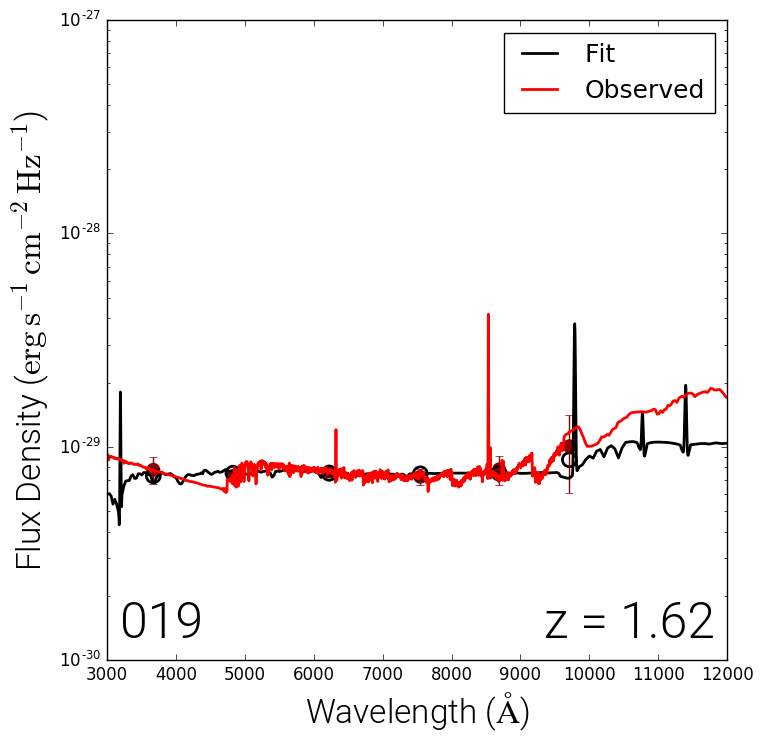 10^-27
10^-28
10^-29
10^-30
Flux Density (erg s^-1 cm^-2 Hz^-1)
Fit
Observed
019
z = 1.62
3000 4000 5000 6000 7000 8000 9000 10000 11000 12000
Wavelength (Å)